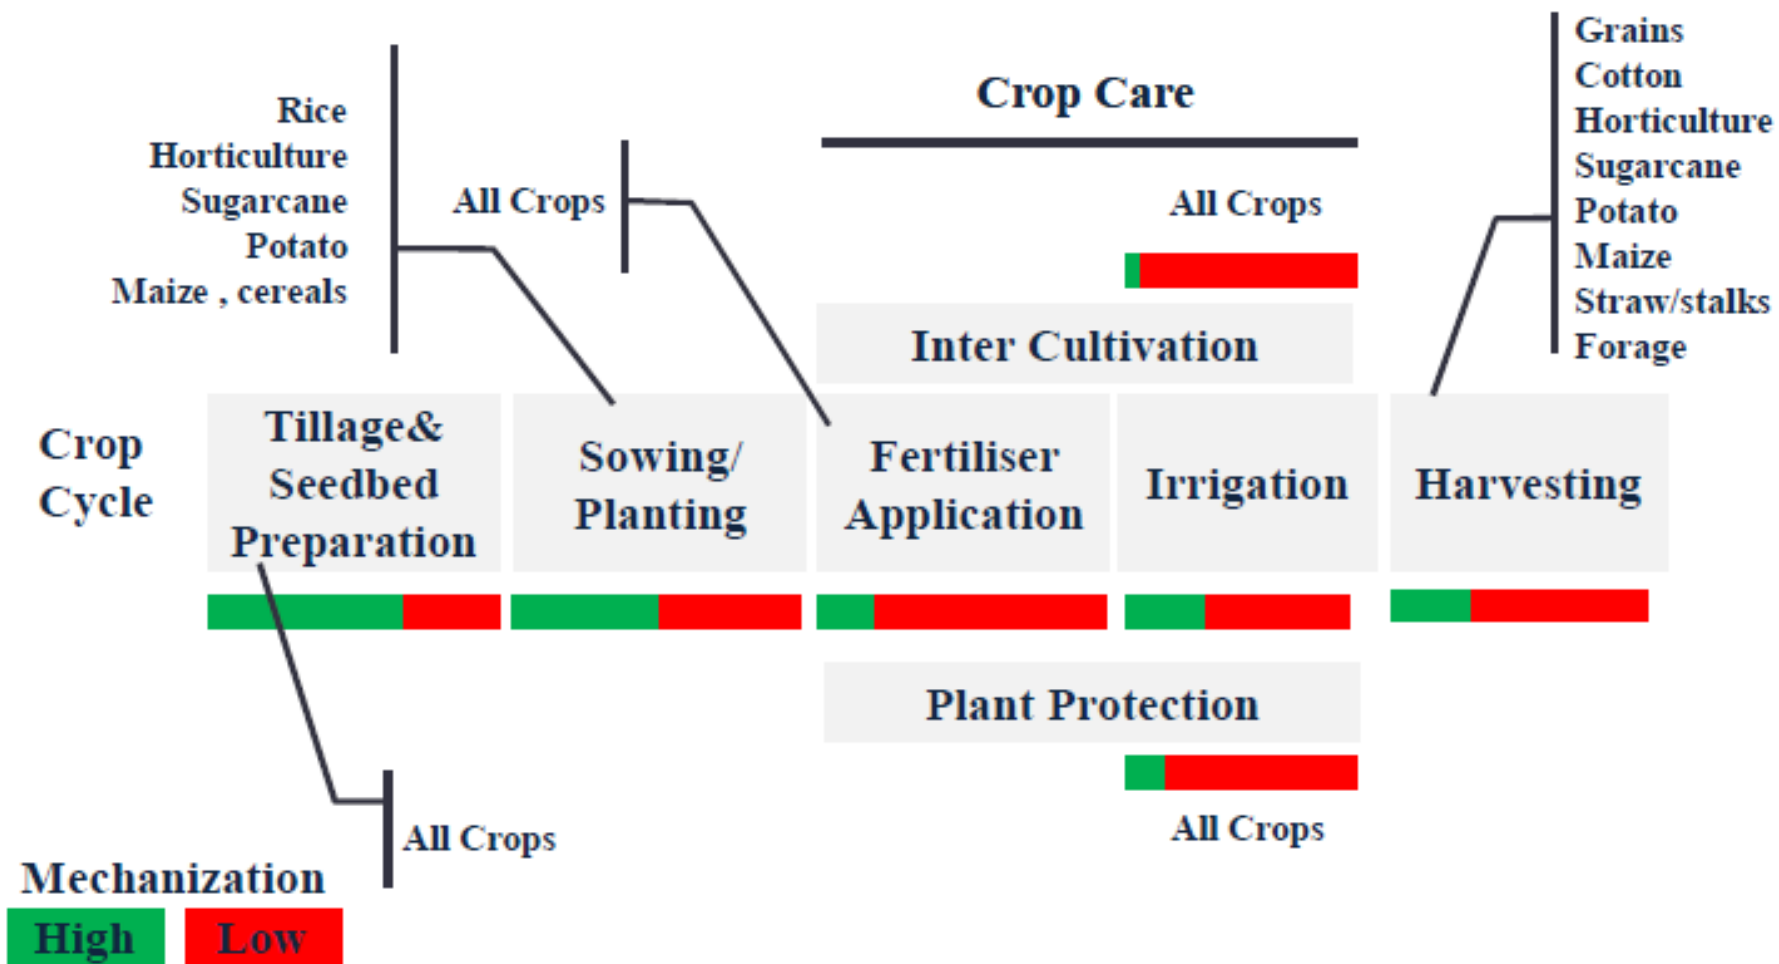 Rice
Horticulture
Sugarcane
Potato
Maize , cereals
All Crops
Crop Care
All Crops
Grains
Cotton
Horticulture
Sugarcane
Potato
Maize
Straw/stalks
Forage
Inter Cultivation
Crop
Cycle
Tillage&
Seedbed
Preparation
Sowing/
Planting
Fertiliser
Application
Irrigation
Harvesting
Plant Protection
All Crops
All Crops
Mechanization
High
Low